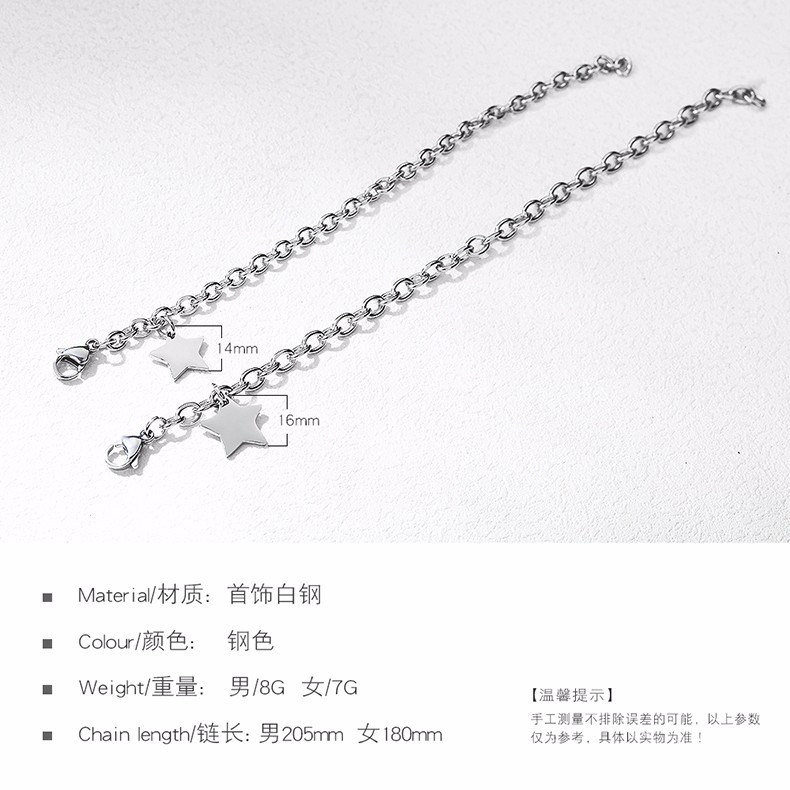 14mm
16mm
Material/材质：首饰白钢
Colour/颜色： 钢色
Weight/重量： 男/8G 女/7G
Chain length/链长：男205mm 女180mm
【温馨提示】
手工测量不排除误差的可能，以上参数
仅为参考，具体以实物为准！